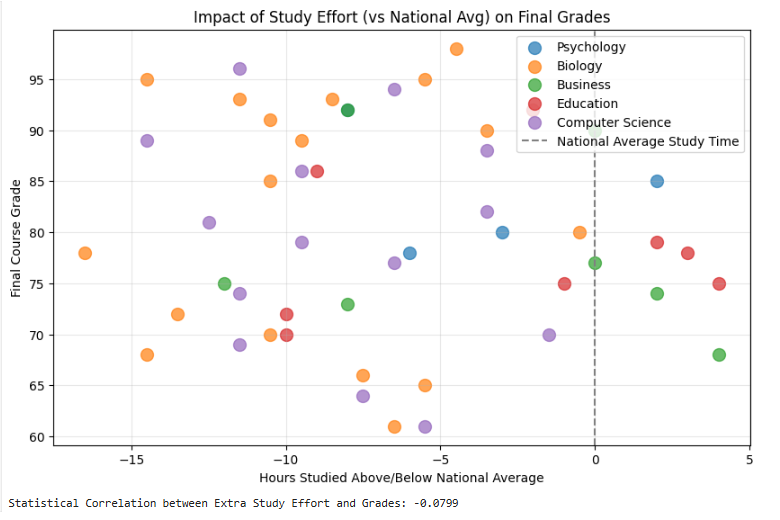 Impact of Study Effort (vs National Avg) on Final Grades
Psychology
Biology
Business
Education
Computer Science
National Average Study Time
Final Course Grade
95
90
85
80
75
70
65
60
−15
−10
−5
0
5
Hours Studied Above/Below National Average
Statistical Correlation between Extra Study Effort and Grades: -0.0799